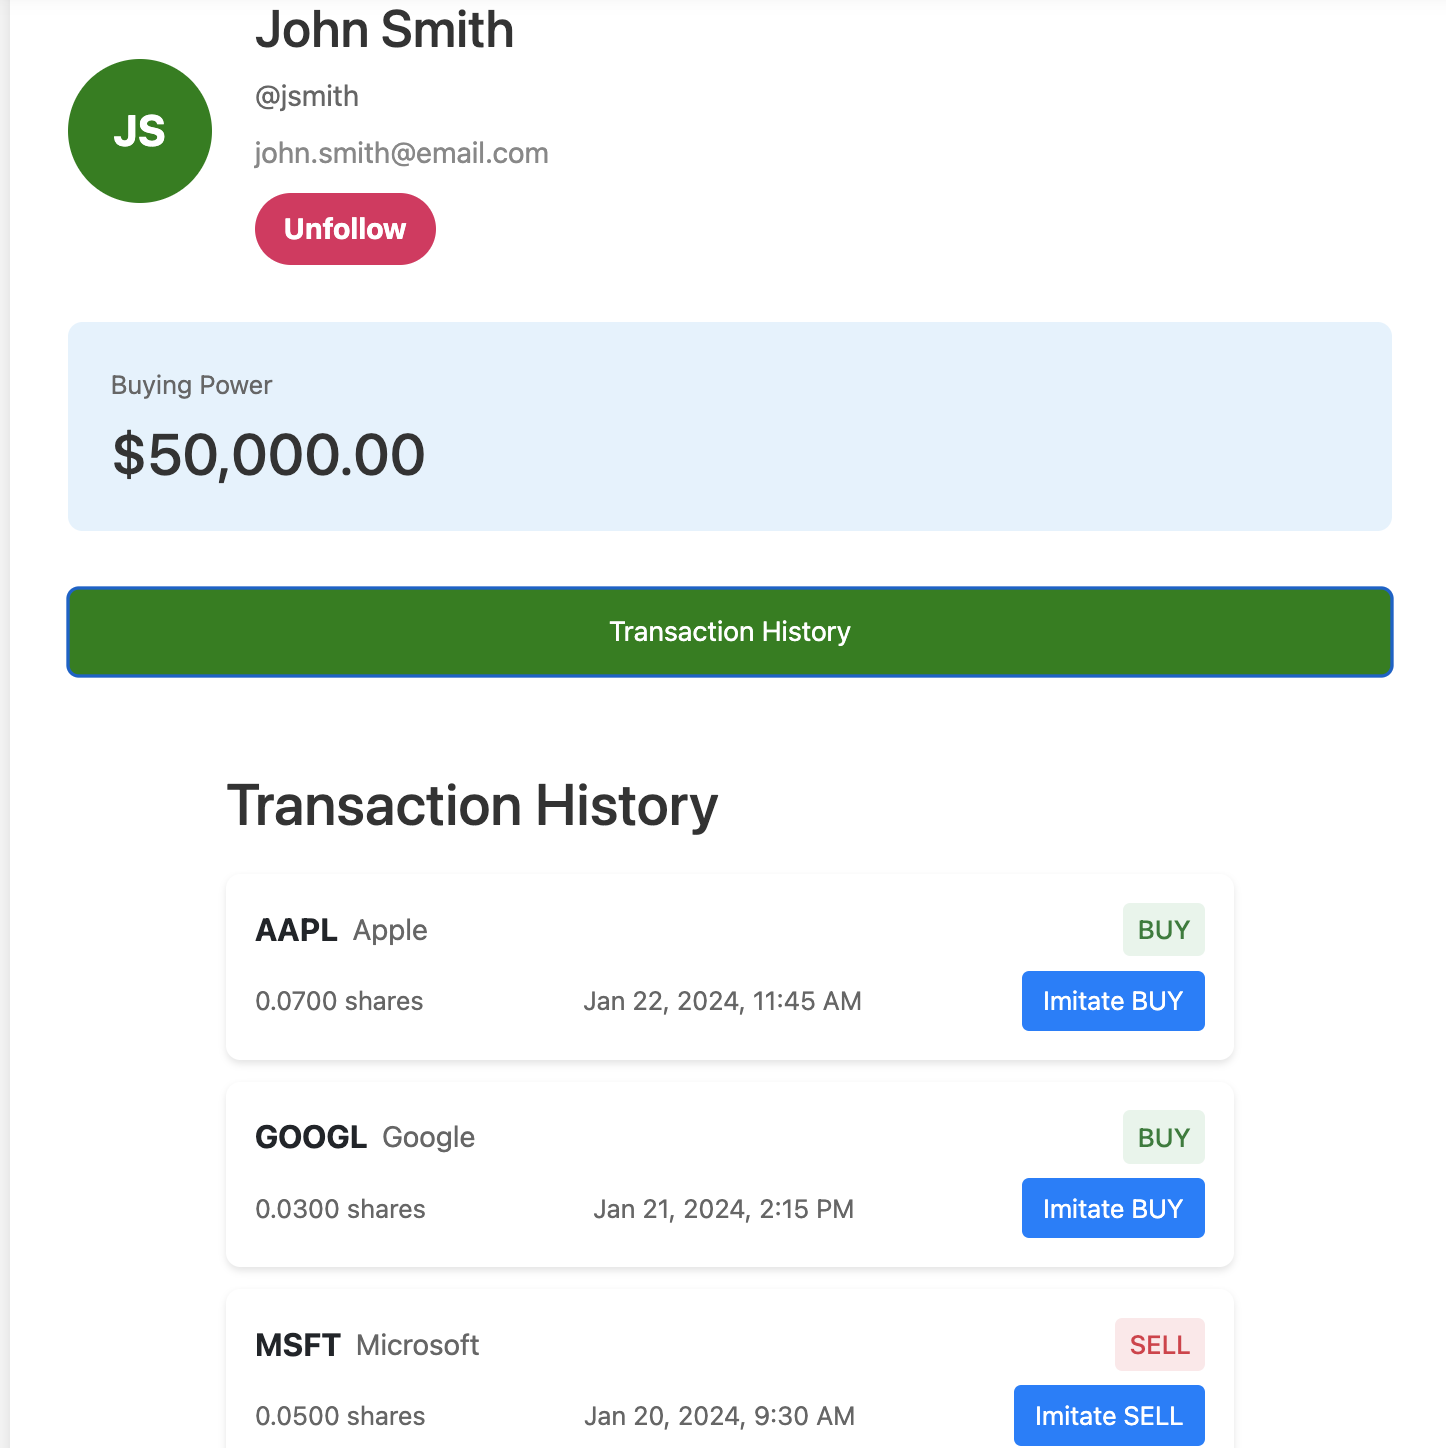 John Smith
JS
@jsmith
john.smith@email.com
Unfollow
Buying Power
$50,000.00
Transaction History
Transaction History
AAPL Apple BUY
0.0700 shares Jan 22, 2024, 11:45 AM Imitate BUY
GOOGL Google BUY
0.0300 shares Jan 21, 2024, 2:15 PM Imitate BUY
MSFT Microsoft SELL
0.0500 shares Jan 20, 2024, 9:30 AM Imitate SELL